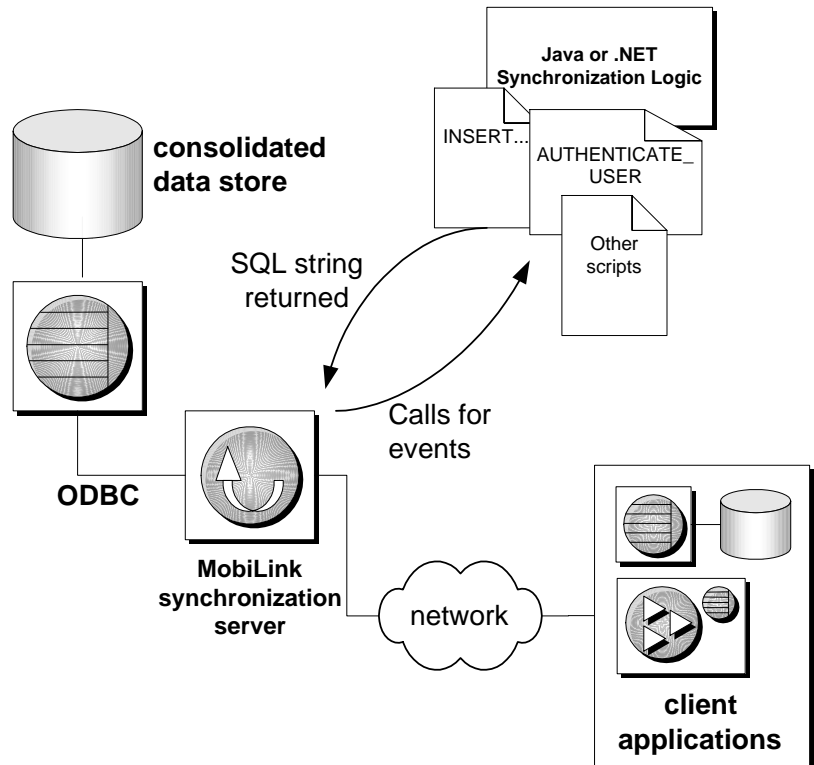 Java or .NET
Synchronization Logic
INSERT...
AUTHENTICATE_
USER
Other
scripts
consolidated
data store
SQL string
returned
Calls for
events
ODBC
MobiLink
synchronization
server
network
client
applications